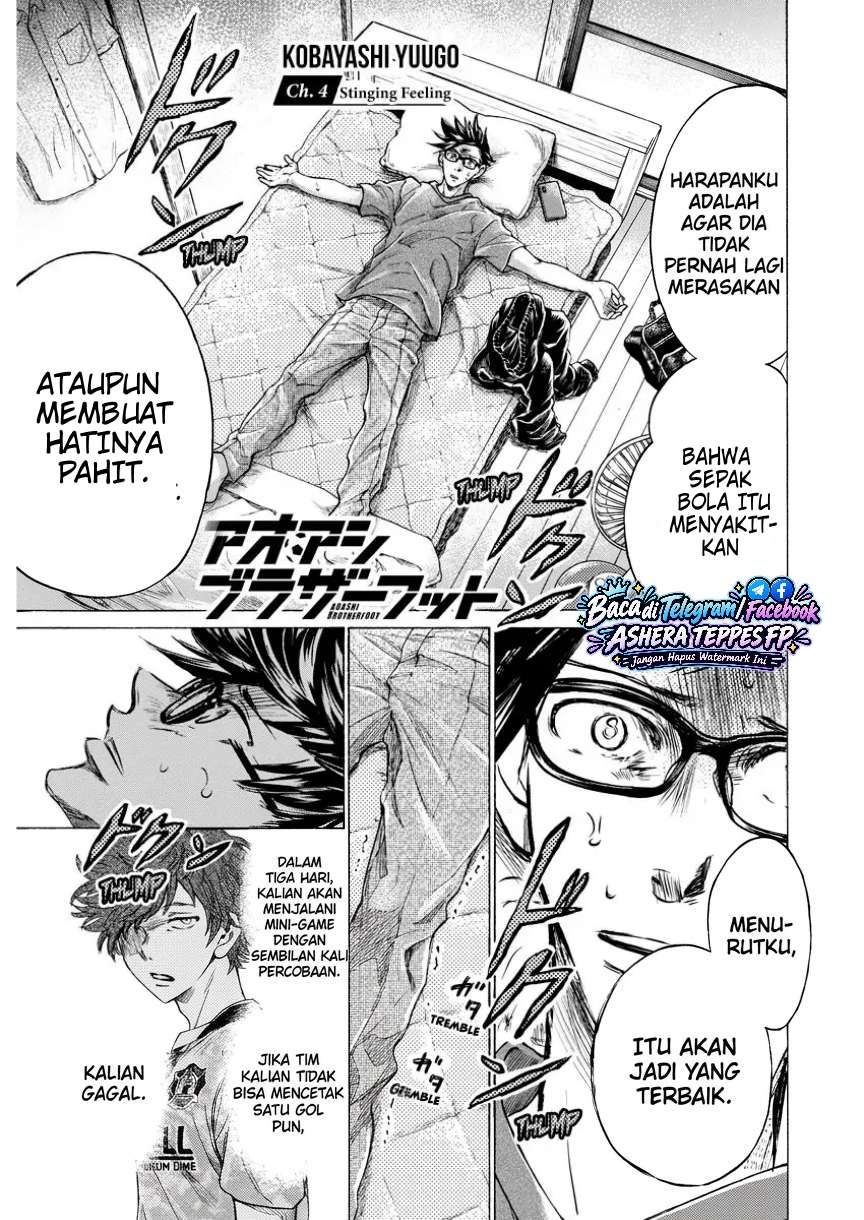 KOBAYASHI YUUGO
Ch. 4 Stinging Feeling
ドクン
THUMP
HARAPANKU
ADALAH
AGAR DIA
TIDAK
PERNAH LAGI
MERASAKAN
BAHWA
SEPAK
BOLA ITU
MENYAKIT-
KAN
ATAUPUN
MEMBUAT
HATINYA
PAHIT.
ドクン
THUMP
アオアシ
ブラザーフット
AOASHI
BROTHERFOOT
Baca di Telegram/Facebook
ASHERA TEPPES FP
Jangan Hapus Watermark Ini
MENU-
RUTKU,
ITU AKAN
JADI YANG
TERBAIK.
ドクン
THUMP
ガタ
TREMBLE
ガタ
ドクン
THUMP
DALAM
TIGA HARI,
KALIAN AKAN
MENJALANI
MINI-GAME
DENGAN
SEMBILAN KALI
PERCOBAAN.
JIKA TIM
KALIAN TIDAK
BISA MENCETAK
SATU GOL
PUN,
KALIAN
GAGAL.
LL
DIME